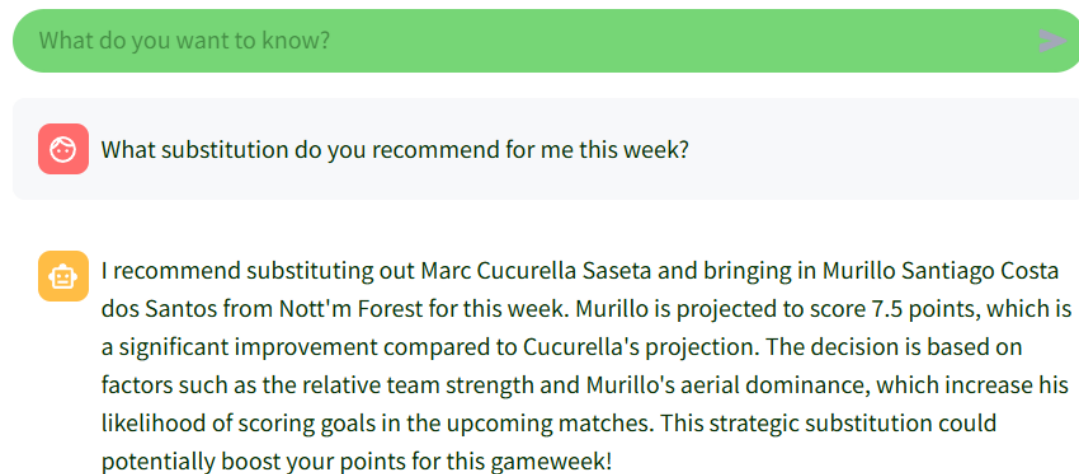 What do you want to know?
What substitution do you recommend for me this week?
I recommend substituting out Marc Cucurella Saseta and bringing in Murillo Santiago Costa
dos Santos from Nott'm Forest for this week. Murillo is projected to score 7.5 points, which is
a significant improvement compared to Cucurella's projection. The decision is based on
factors such as the relative team strength and Murillo's aerial dominance, which increase his
likelihood of scoring goals in the upcoming matches. This strategic substitution could
potentially boost your points for this gameweek!